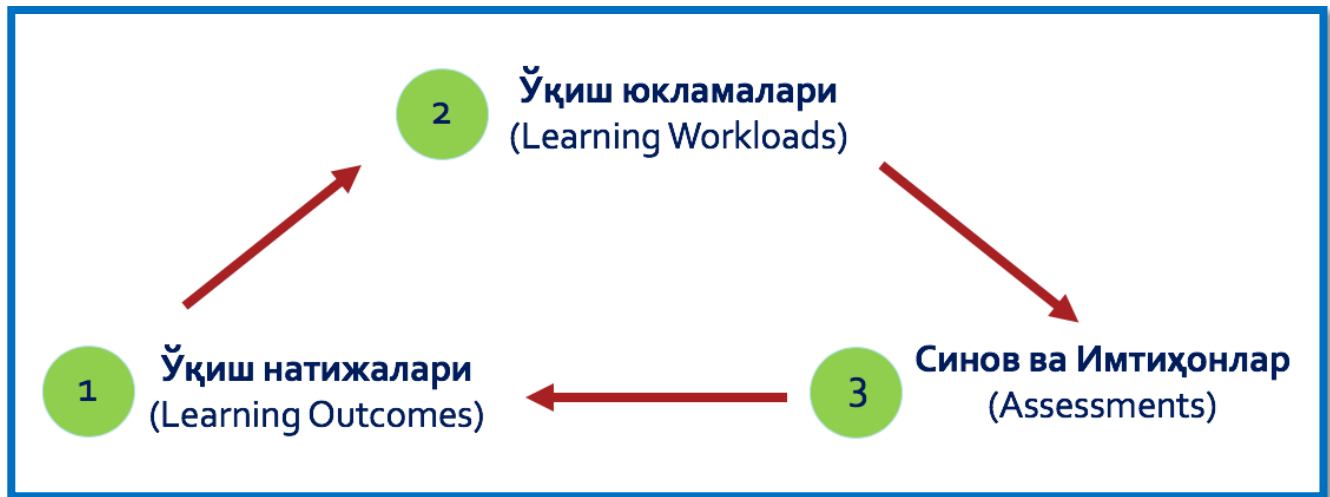 2
Ўқиш юкламалари
(Learning Workloads)
1
Ўқиш натижалари
(Learning Outcomes)
3
Синов ва Имтиҳонлар
(Assessments)